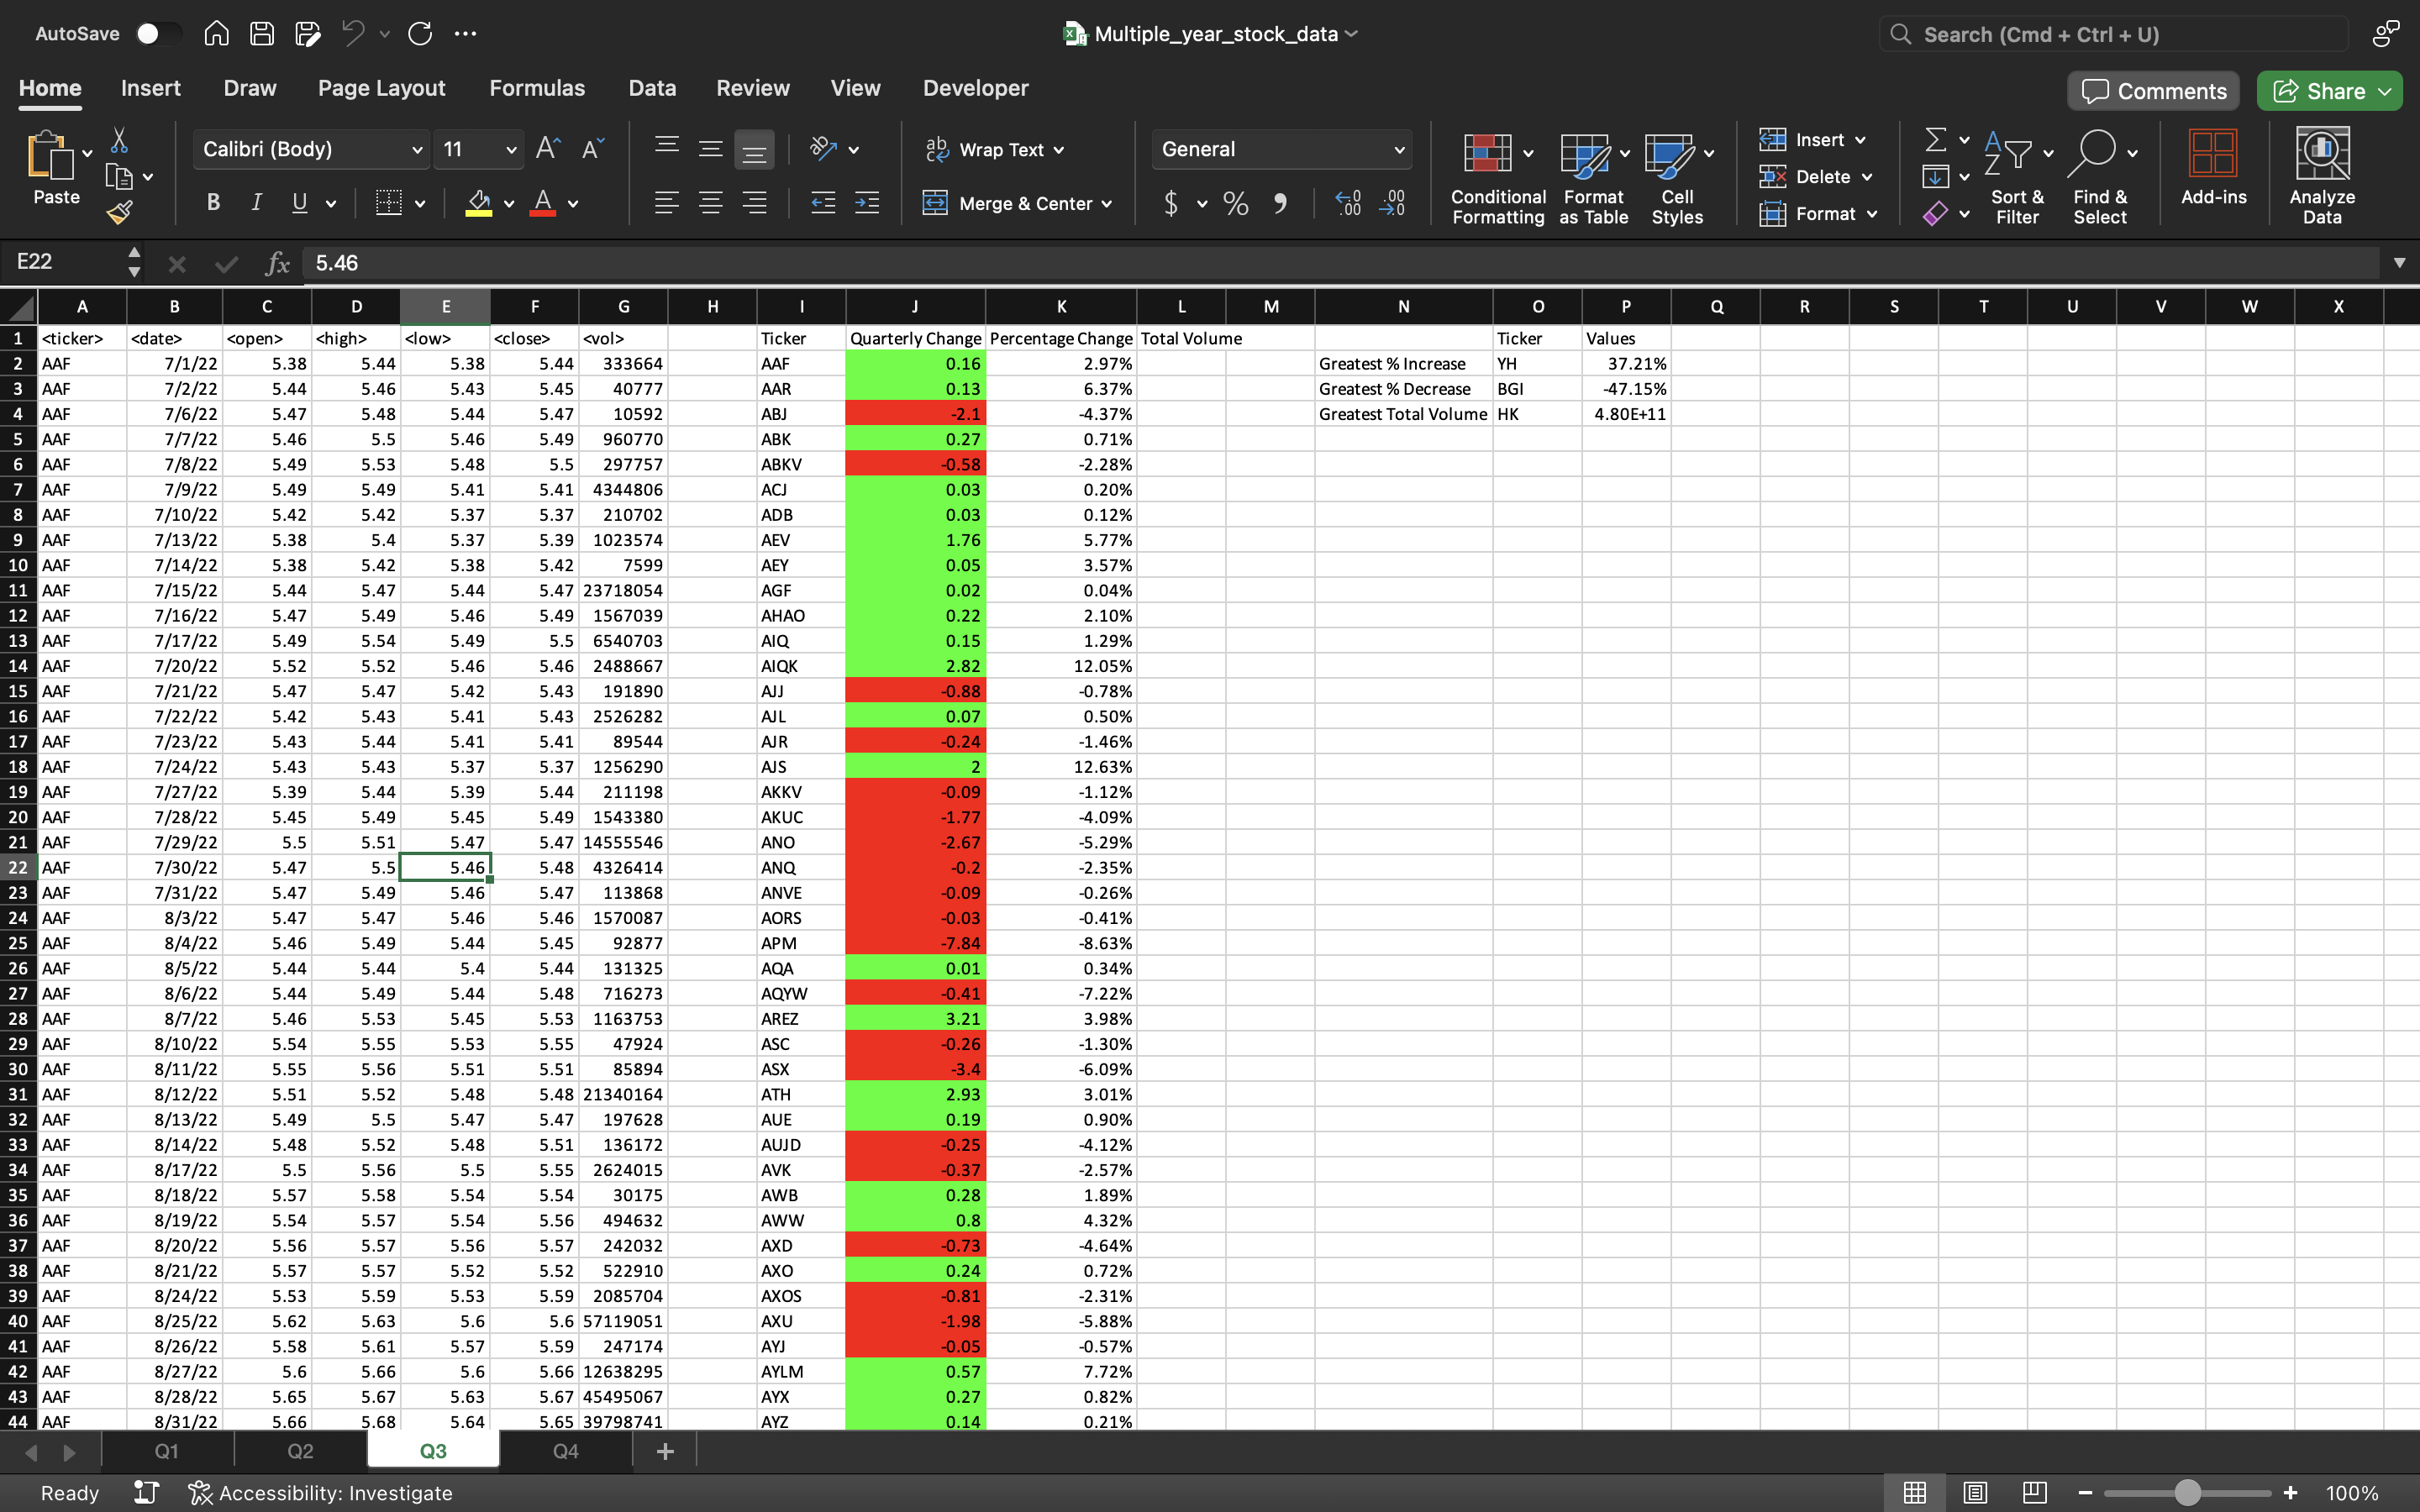 AutoSave
Multiple_year_stock_data
Search (Cmd + Ctrl + U)
Home Insert Draw Page Layout Formulas Data Review View Developer Comments Share
Paste Calibri (Body) 11 Wrap Text General Conditional Formatting Format as Table Cell Styles Insert Sort & Filter Find & Select Add-ins Analyze Data
Delete
B I U Merge & Center $ % Format
E22 fx 5.46
A B C D E F G H I J K L M N O P Q R S T U V W X
1 <ticker> <date> <open> <high> <low> <close> <vol> Ticker Quarterly Change Percentage Change Total Volume Ticker Values
2 AAF 7/1/22 5.38 5.44 5.38 5.44 333664 AAF 0.16 2.97% Greatest % Increase YH 37.21%
3 AAF 7/2/22 5.44 5.46 5.43 5.45 40777 AAR 0.13 6.37% Greatest % Decrease BGI -47.15%
4 AAF 7/6/22 5.47 5.48 5.44 5.47 10592 ABJ -2.1 -4.37% Greatest Total Volume HK 4.80E+11
5 AAF 7/7/22 5.46 5.5 5.46 5.49 960770 ABK 0.27 0.71%
6 AAF 7/8/22 5.49 5.53 5.48 5.5 297757 ABKV -0.58 -2.28%
7 AAF 7/9/22 5.49 5.49 5.41 5.41 4344806 ACJ 0.03 0.20%
8 AAF 7/10/22 5.42 5.42 5.37 5.37 210702 ADB 0.03 0.12%
9 AAF 7/13/22 5.38 5.4 5.37 5.39 1023574 AEV 1.76 5.77%
10 AAF 7/14/22 5.38 5.42 5.38 5.42 7599 AEY 0.05 3.57%
11 AAF 7/15/22 5.44 5.47 5.44 5.47 23718054 AGF 0.02 0.04%
12 AAF 7/16/22 5.47 5.49 5.46 5.49 1567039 AHAO 0.22 2.10%
13 AAF 7/17/22 5.49 5.54 5.49 5.5 6540703 AIQ 0.15 1.29%
14 AAF 7/20/22 5.52 5.52 5.46 5.46 2488667 AIQK 2.82 12.05%
15 AAF 7/21/22 5.47 5.47 5.42 5.43 191890 AJJ -0.88 -0.78%
16 AAF 7/22/22 5.42 5.43 5.41 5.43 2526282 AJL 0.07 0.50%
17 AAF 7/23/22 5.43 5.44 5.41 5.41 89544 AJR -0.24 -1.46%
18 AAF 7/24/22 5.43 5.43 5.37 5.37 1256290 AJS 2 12.63%
19 AAF 7/27/22 5.39 5.44 5.39 5.44 211198 AKKV -0.09 -1.12%
20 AAF 7/28/22 5.45 5.49 5.45 5.49 1543380 AKUC -1.77 -4.09%
21 AAF 7/29/22 5.5 5.51 5.47 5.47 14555546 ANO -2.67 -5.29%
22 AAF 7/30/22 5.47 5.5 5.46 5.48 4326414 ANQ -0.2 -2.35%
23 AAF 7/31/22 5.47 5.49 5.46 5.47 113868 ANVE -0.09 -0.26%
24 AAF 8/3/22 5.47 5.47 5.46 5.46 1570087 AORS -0.03 -0.41%
25 AAF 8/4/22 5.46 5.49 5.44 5.45 92877 APM -7.84 -8.63%
26 AAF 8/5/22 5.44 5.44 5.4 5.44 131325 AQA 0.01 0.34%
27 AAF 8/6/22 5.44 5.49 5.44 5.48 716273 AQYW -0.41 -7.22%
28 AAF 8/7/22 5.46 5.53 5.45 5.53 1163753 AREZ 3.21 3.98%
29 AAF 8/10/22 5.54 5.55 5.53 5.55 47924 ASC -0.26 -1.30%
30 AAF 8/11/22 5.55 5.56 5.51 5.51 85894 ASX -3.4 -6.09%
31 AAF 8/12/22 5.51 5.52 5.48 5.48 21340164 ATH 2.93 3.01%
32 AAF 8/13/22 5.49 5.5 5.47 5.47 197628 AUE 0.19 0.90%
33 AAF 8/14/22 5.48 5.52 5.48 5.51 136172 AUJD -0.25 -4.12%
34 AAF 8/17/22 5.5 5.56 5.5 5.55 2624015 AVK -0.37 -2.57%
35 AAF 8/18/22 5.57 5.58 5.54 5.54 30175 AWB 0.28 1.89%
36 AAF 8/19/22 5.54 5.57 5.54 5.56 494632 AWW 0.8 4.32%
37 AAF 8/20/22 5.56 5.57 5.56 5.57 242032 AXD -0.73 -4.64%
38 AAF 8/21/22 5.57 5.57 5.52 5.52 522910 AXO 0.24 0.72%
39 AAF 8/24/22 5.53 5.59 5.53 5.59 2085704 AXOS -0.81 -2.31%
40 AAF 8/25/22 5.62 5.63 5.6 5.6 57119051 AXU -1.98 -5.88%
41 AAF 8/26/22 5.58 5.61 5.57 5.59 247174 AYJ -0.05 -0.57%
42 AAF 8/27/22 5.6 5.66 5.6 5.66 12638295 AYLM 0.57 7.72%
43 AAF 8/28/22 5.65 5.67 5.63 5.67 45495067 AYX 0.27 0.82%
44 AAF 8/31/22 5.66 5.68 5.64 5.65 39798741 AYZ 0.14 0.21%
Q1 Q2 Q3 Q4 +
Ready Accessibility: Investigate 100%